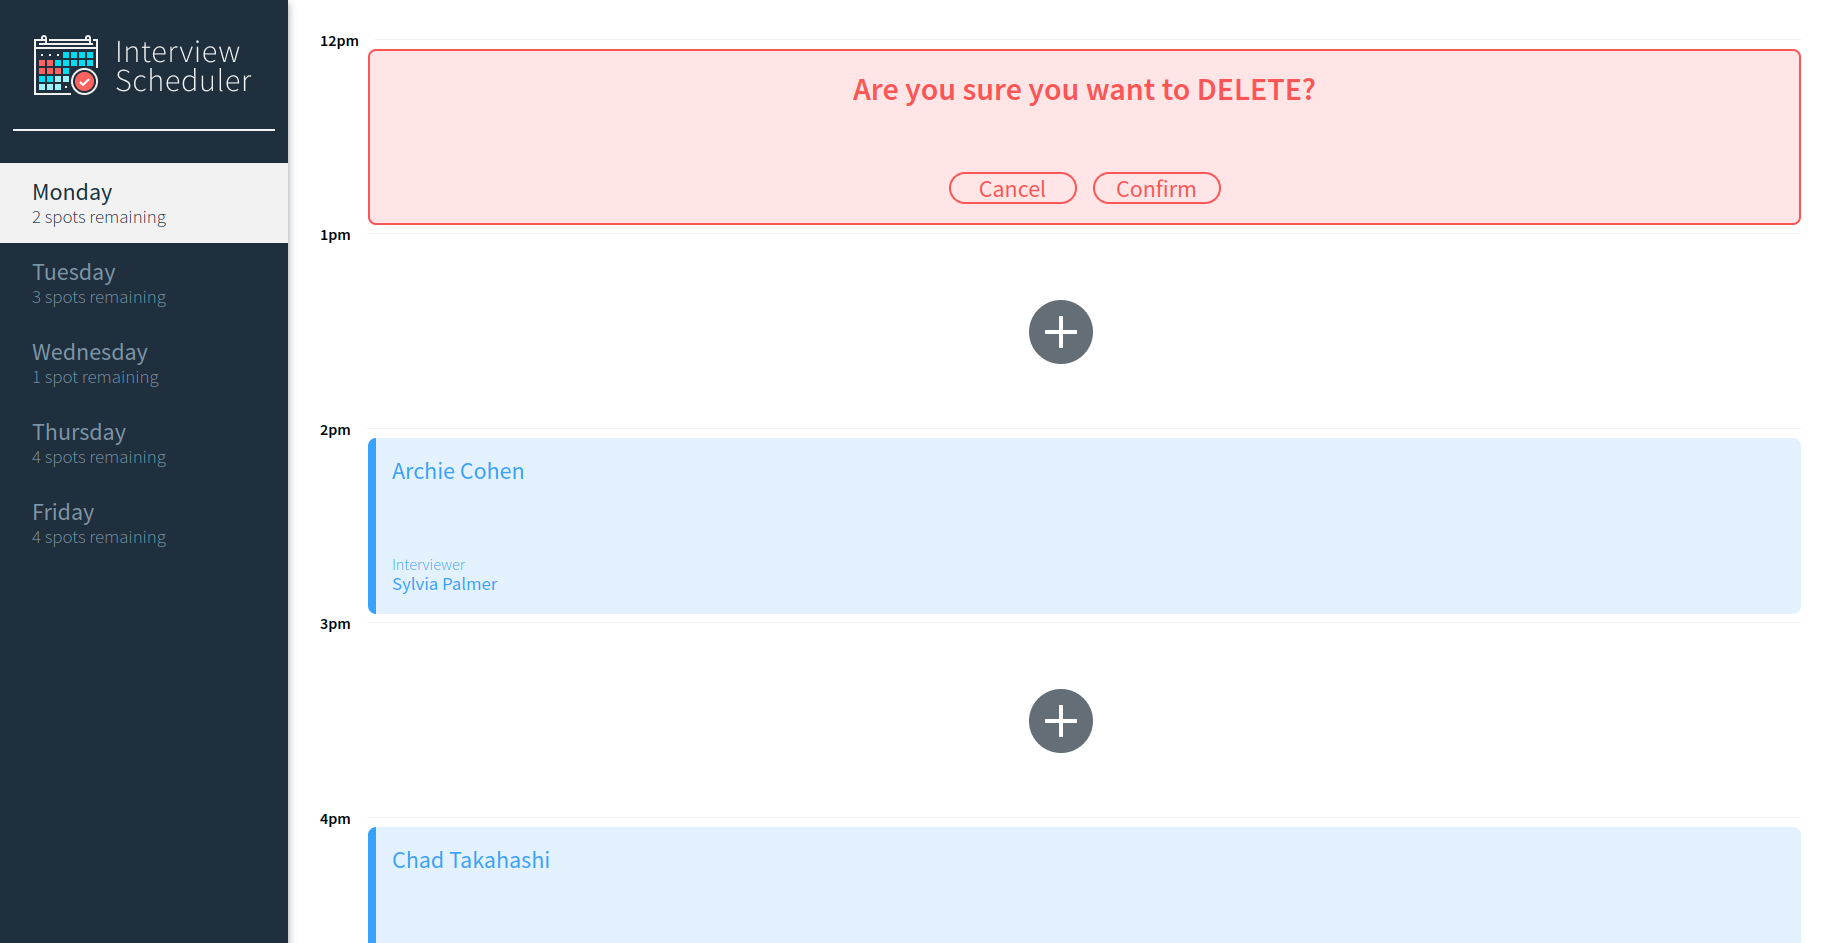 Interview
Scheduler
Monday
2 spots remaining
Tuesday
3 spots remaining
Wednesday
1 spot remaining
Thursday
4 spots remaining
Friday
4 spots remaining
12pm
Are you sure you want to DELETE?
Cancel Confirm
1pm
2pm
Archie Cohen
Interviewer
Sylvia Palmer
3pm
4pm
Chad Takahashi